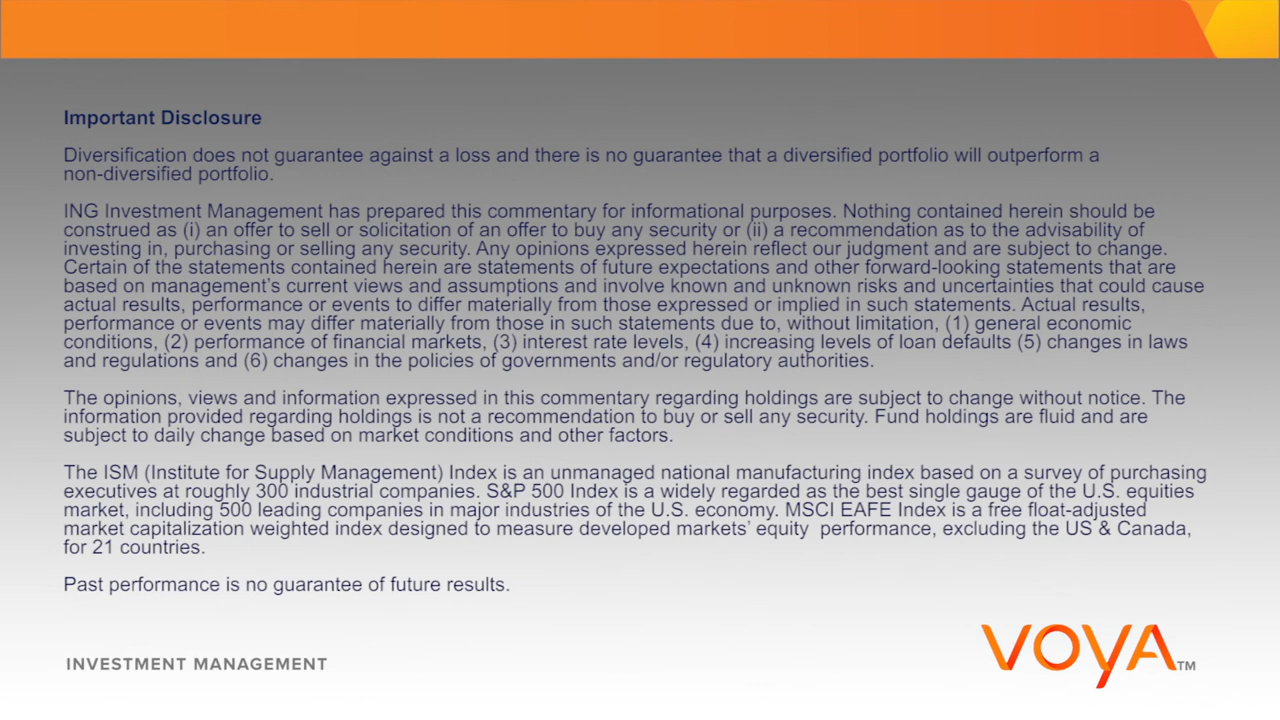 Important Disclosure
Diversification does not guarantee against a loss and there is no guarantee that a diversified portfolio will outperform a
non-diversified portfolio.
ING Investment Management has prepared this commentary for informational purposes. Nothing contained herein should be
construed as (i) an offer to sell or solicitation of an offer to buy any security or (ii) a recommendation as to the advisability of
investing in, purchasing or selling any security. Any opinions expressed herein reflect our judgment and are subject to change.
Certain of the statements contained herein are statements of future expectations and other forward-looking statements that are
based on management's current views and assumptions and involve known and unknown risks and uncertainties that could cause
actual results, performance or events to differ materially from those expressed or implied in such statements. Actual results,
performance or events may differ materially from those in such statements due to, without limitation, (1) general economic
conditions, (2) performance of financial markets, (3) interest rate levels, (4) increasing levels of loan defaults (5) changes in laws
and regulations and (6) changes in the policies of governments and/or regulatory authorities.
The opinions, views and information expressed in this commentary regarding holdings are subject to change without notice. The
information provided regarding holdings is not a recommendation to buy or sell any security. Fund holdings are fluid and are
subject to daily change based on market conditions and other factors.
The ISM (Institute for Supply Management) Index is an unmanaged national manufacturing index based on a survey of purchasing
executives at roughly 300 industrial companies. S&P 500 Index is a widely regarded as the best single gauge of the U.S. equities
market, including 500 leading companies in major industries of the U.S. economy. MSCI EAFE Index is a free float-adjusted
market capitalization weighted index designed to measure developed markets' equity  performance, excluding the US & Canada,
for 21 countries.
Past performance is no guarantee of future results.
INVESTMENT MANAGEMENT
VOYA™